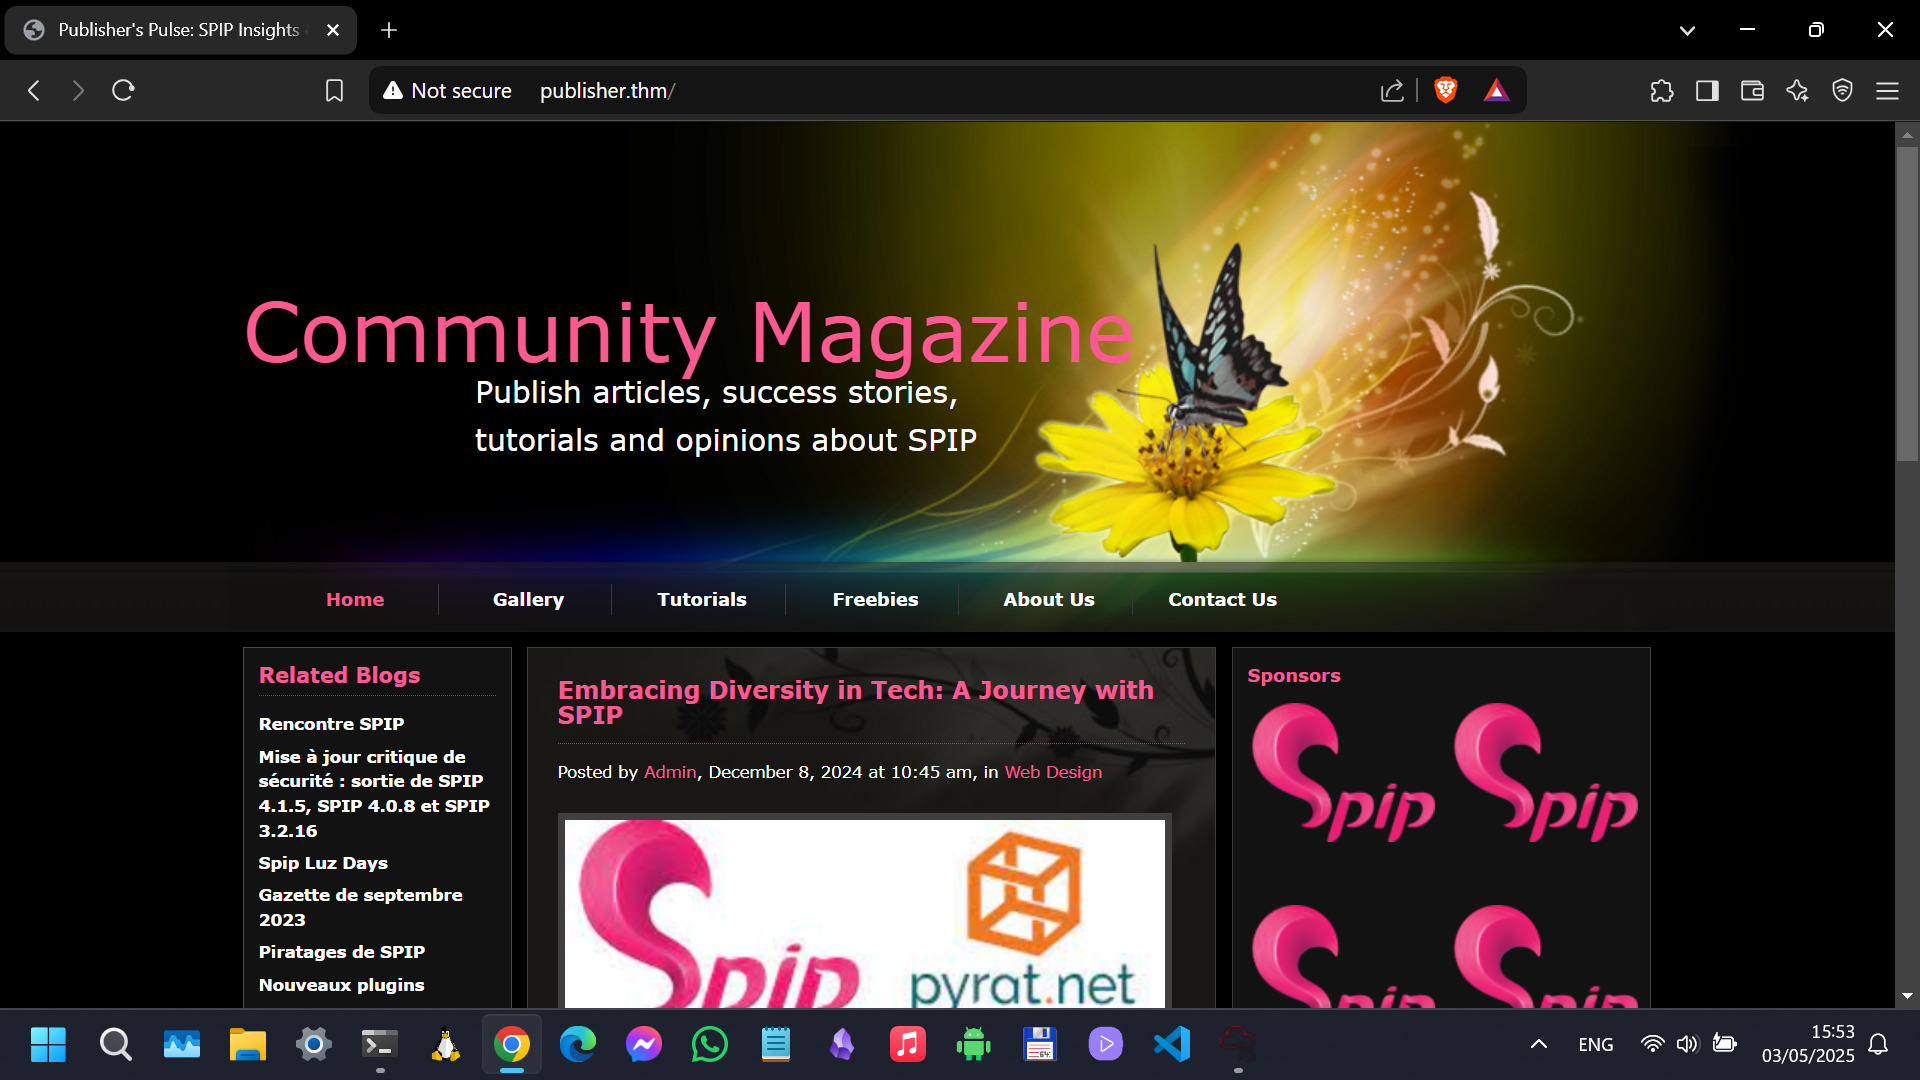 Publisher's Pulse: SPIP Insights
Not secure
publisher.thm/
Community Magazine
Publish articles, success stories,
tutorials and opinions about SPIP
Home
Gallery
Tutorials
Freebies
About Us
Contact Us
Related Blogs
Rencontre SPIP
Mise à jour critique de
sécurité : sortie de SPIP
4.1.5, SPIP 4.0.8 et SPIP
3.2.16
Spip Luz Days
Gazette de septembre
2023
Piratages de SPIP
Nouveaux plugins
Embracing Diversity in Tech: A Journey with
SPIP
Posted by Admin, December 8, 2024 at 10:45 am, in Web Design
Spip
pyrat.net
Sponsors
Spip
Spip
Spip
Spip
64
ENG
15:53
03/05/2025